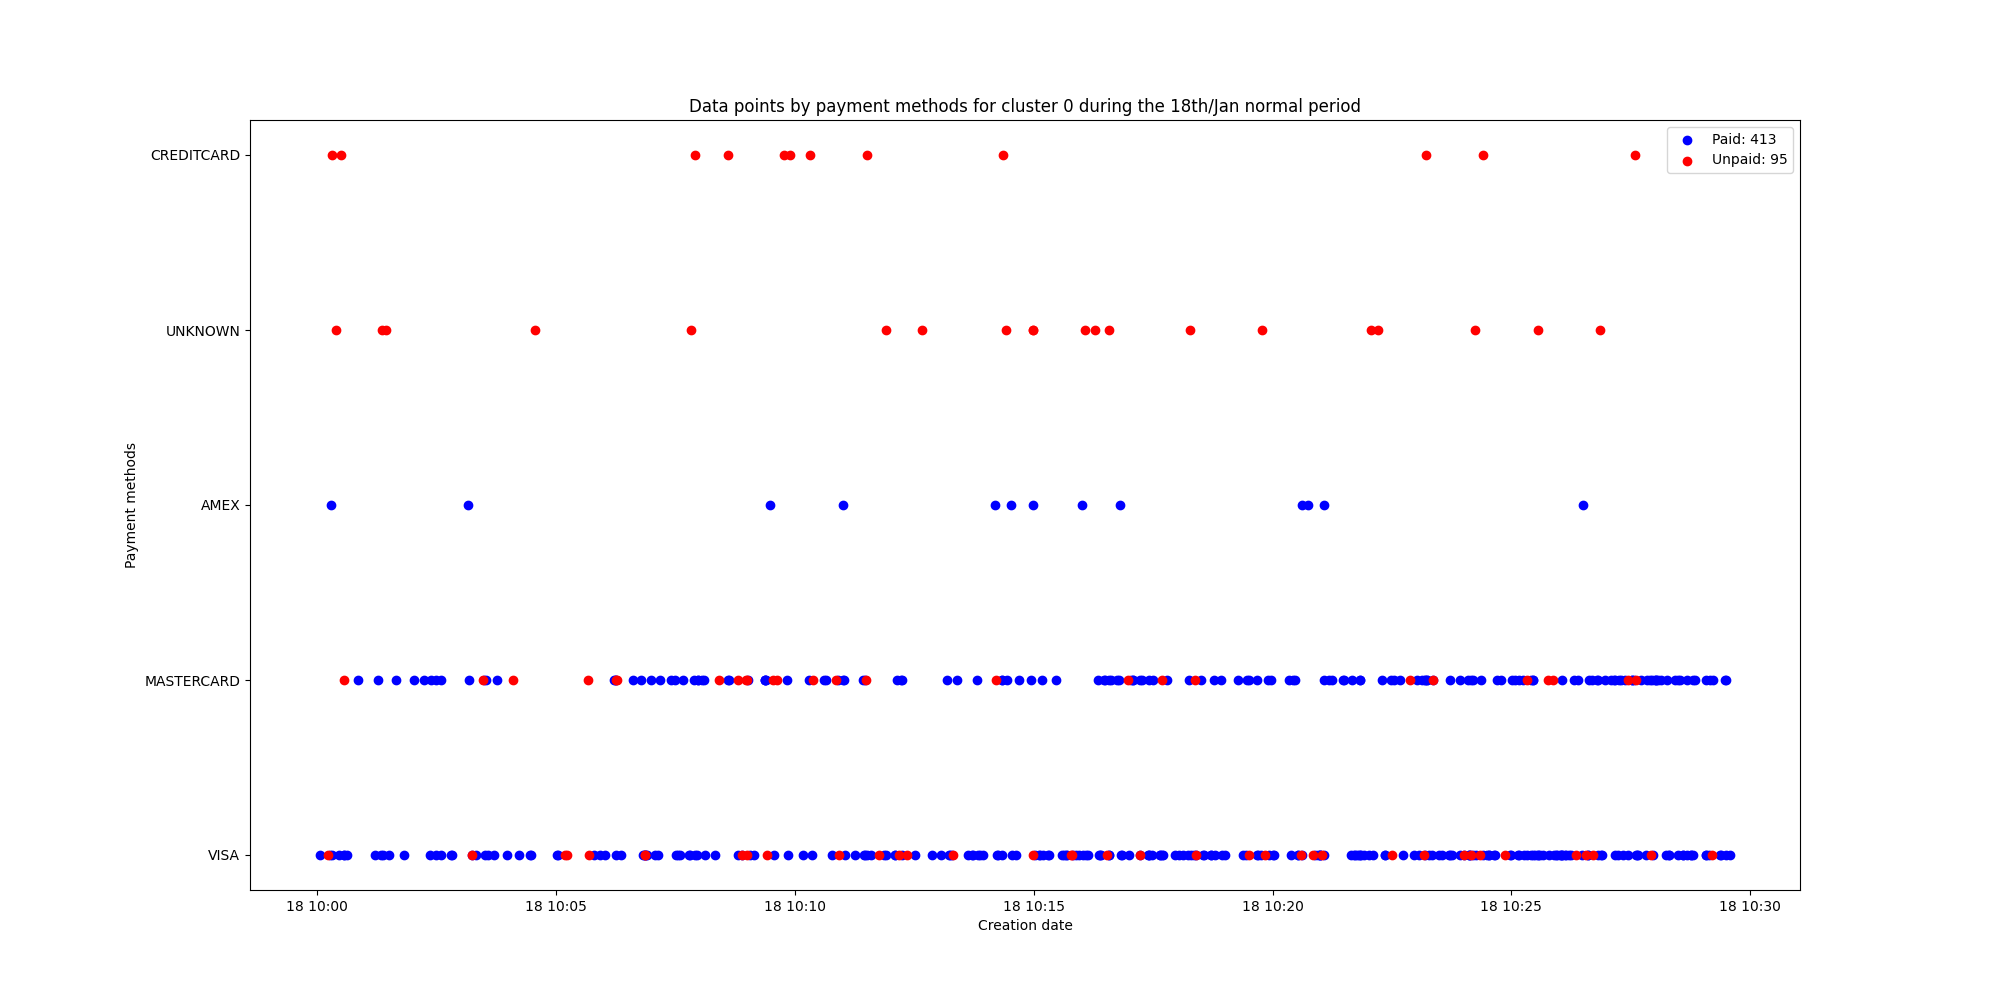 Data points by payment methods for cluster 0 during the 18th/Jan normal period
Paid: 413
Unpaid: 95
CREDITCARD
UNKNOWN
AMEX
MASTERCARD
VISA
Payment methods
18 10:00
18 10:05
18 10:10
18 10:15
18 10:20
18 10:25
18 10:30
Creation date